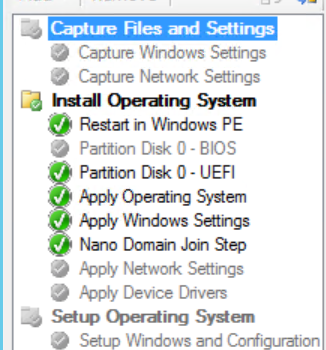 Capture Files and Settings
Capture Windows Settings
Capture Network Settings
Install Operating System
Restart in Windows PE
Partition Disk 0 - BIOS
Partition Disk 0 - UEFI
Apply Operating System
Apply Windows Settings
Nano Domain Join Step
Apply Network Settings
Apply Device Drivers
Setup Operating System
Setup Windows and Configuration